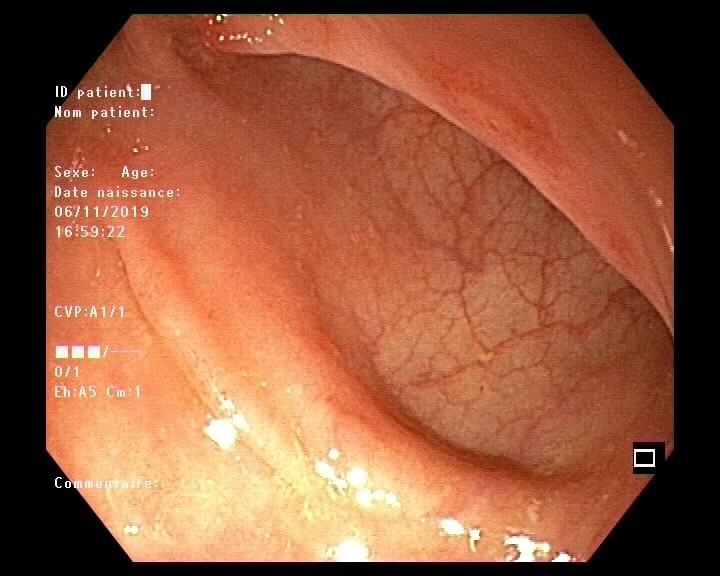 ID patient:
Nom patient:
Sexe: Age:
Date naissance:
06/11/2019
16:59:22
CVP:A1/1
■■■/---
0/1
Eh:A5 Cm:1
Commentaire: